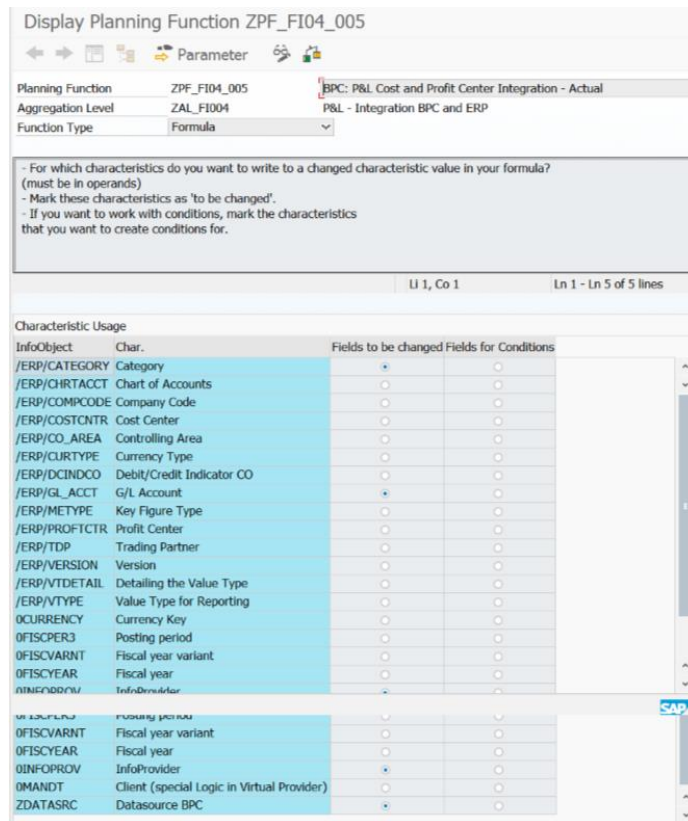 Display Planning Function ZPF_FI04_005
Parameter
Planning Function ZPF_FI04_005 BPC: P&L Cost and Profit Center Integration - Actual
Aggregation Level ZAL_FI004 P&L - Integration BPC and ERP
Function Type Formula
- For which characteristics do you want to write to a changed characteristic value in your formula?
(must be in operands)
- Mark these characteristics as 'to be changed'.
- If you want to work with conditions, mark the characteristics
that you want to create conditions for.
Li 1, Co 1 Ln 1 - Ln 5 of 5 lines
Characteristic Usage
InfoObject Char. Fields to be changed Fields for Conditions
/ERP/CATEGORY Category
/ERP/CHRTACCT Chart of Accounts
/ERP/COMPCODE Company Code
/ERP/COSTCNTR Cost Center
/ERP/CO_AREA Controlling Area
/ERP/CURTYPE Currency Type
/ERP/DCINDCO Debit/Credit Indicator CO
/ERP/GL_ACCT G/L Account
/ERP/METYPE Key Figure Type
/ERP/PROFTCTR Profit Center
/ERP/TDP Trading Partner
/ERP/VERSION Version
/ERP/VTDETAIL Detailing the Value Type
/ERP/VTYPE Value Type for Reporting
0CURRENCY Currency Key
0FISCPER3 Posting period
0FISCVARNT Fiscal year variant
0FISCYEAR Fiscal year
0INFOPROV InfoProvider
SAP
0FISCPER3 Posting period
0FISCVARNT Fiscal year variant
0FISCYEAR Fiscal year
0INFOPROV InfoProvider
0MANDT Client (special Logic in Virtual Provider)
ZDATASRC Datasource BPC